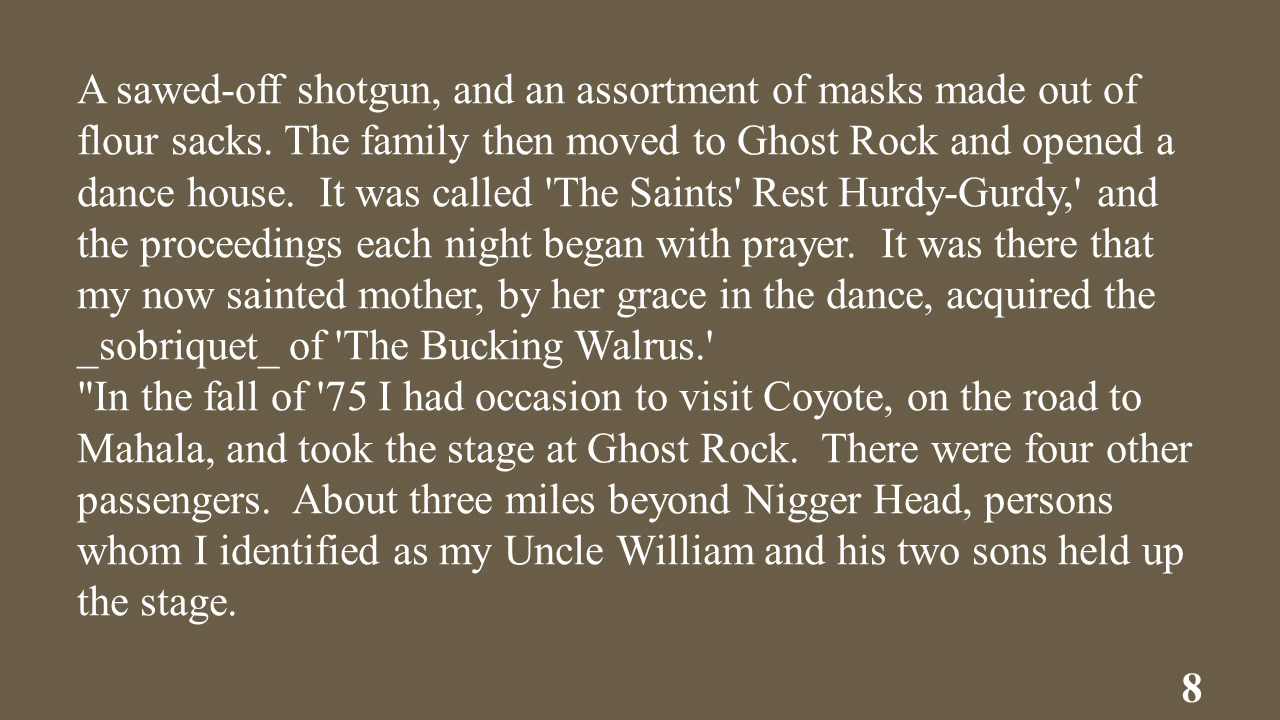 A sawed-off shotgun, and an assortment of masks made out of
flour sacks. The family then moved to Ghost Rock and opened a
dance house.  It was called 'The Saints' Rest Hurdy-Gurdy,' and
the proceedings each night began with prayer.  It was there that
my now sainted mother, by her grace in the dance, acquired the
_sobriquet_ of 'The Bucking Walrus.'
"In the fall of '75 I had occasion to visit Coyote, on the road to
Mahala, and took the stage at Ghost Rock.  There were four other
passengers.  About three miles beyond Nigger Head, persons
whom I identified as my Uncle William and his two sons held up
the stage.
8